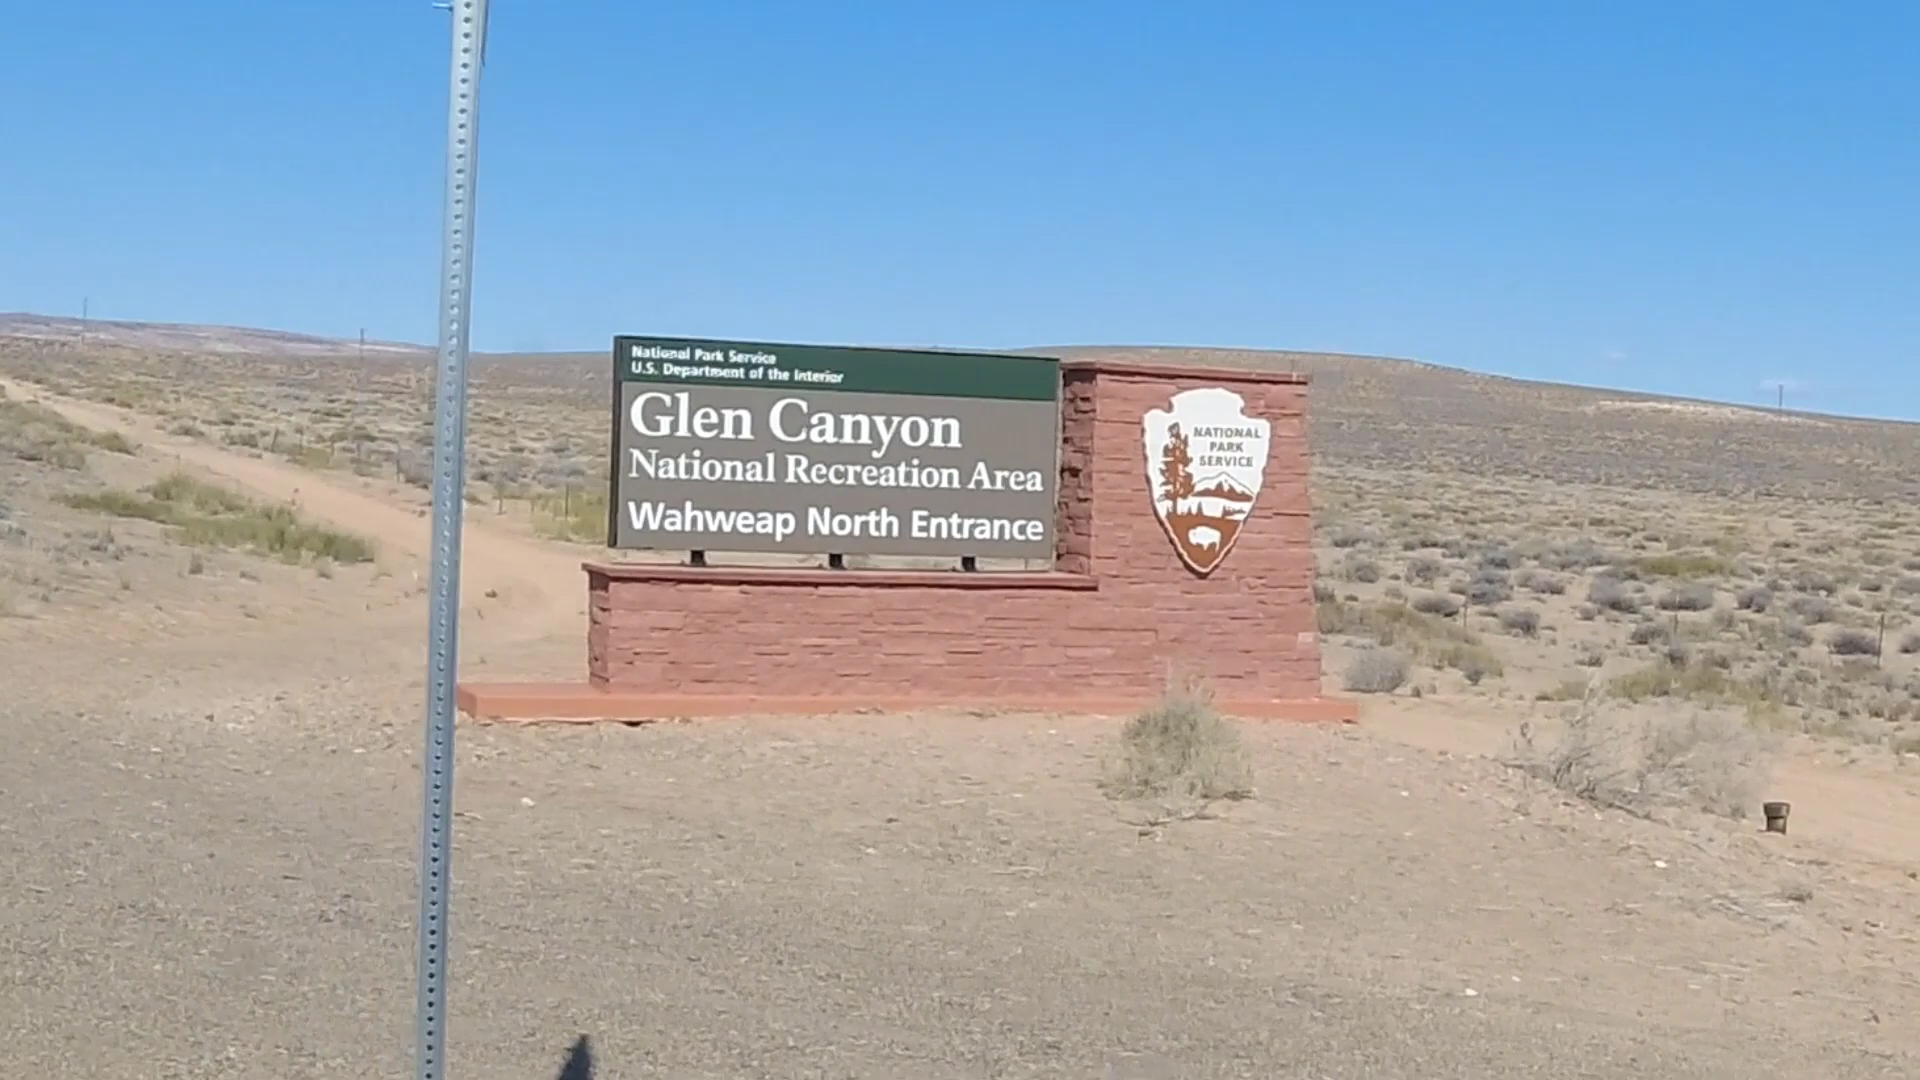 National Park Service
U.S. Department of the Interior
Glen Canyon
National Recreation Area
Wahweap North Entrance
NATIONAL
PARK
SERVICE